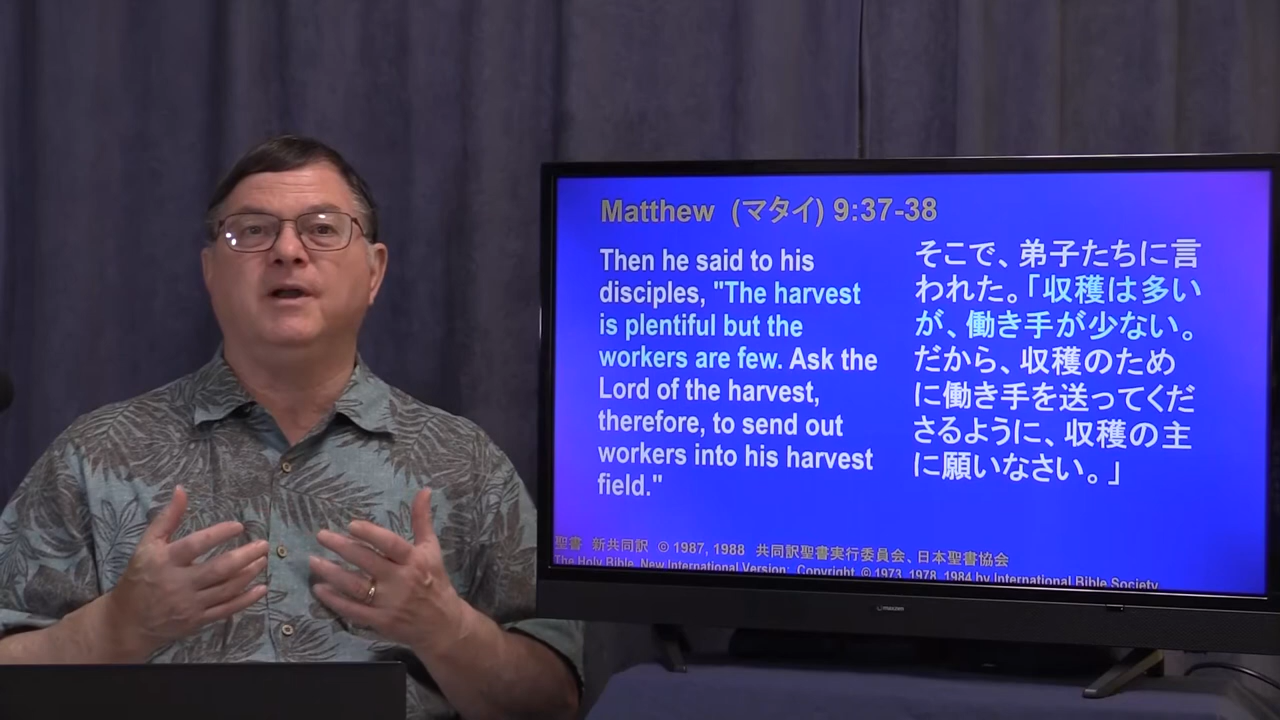 Matthew (マタイ) 9:37-38
Then he said to his
disciples, "The harvest
is plentiful but the
workers are few. Ask the
Lord of the harvest,
therefore, to send out
workers into his harvest
field."
そこで、弟子たちに言
われた。「収穫は多い
が、働き手が少ない。
だから、収穫のため
に働き手を送ってくだ
さるように、収穫の主
に願いなさい。」
聖書 新共同訳 © 1987, 1988 共同訳聖書実行委員会、日本聖書協会
The Holy Bible, New International Version; Copyright © 1973, 1978, 1984 by International Bible Society